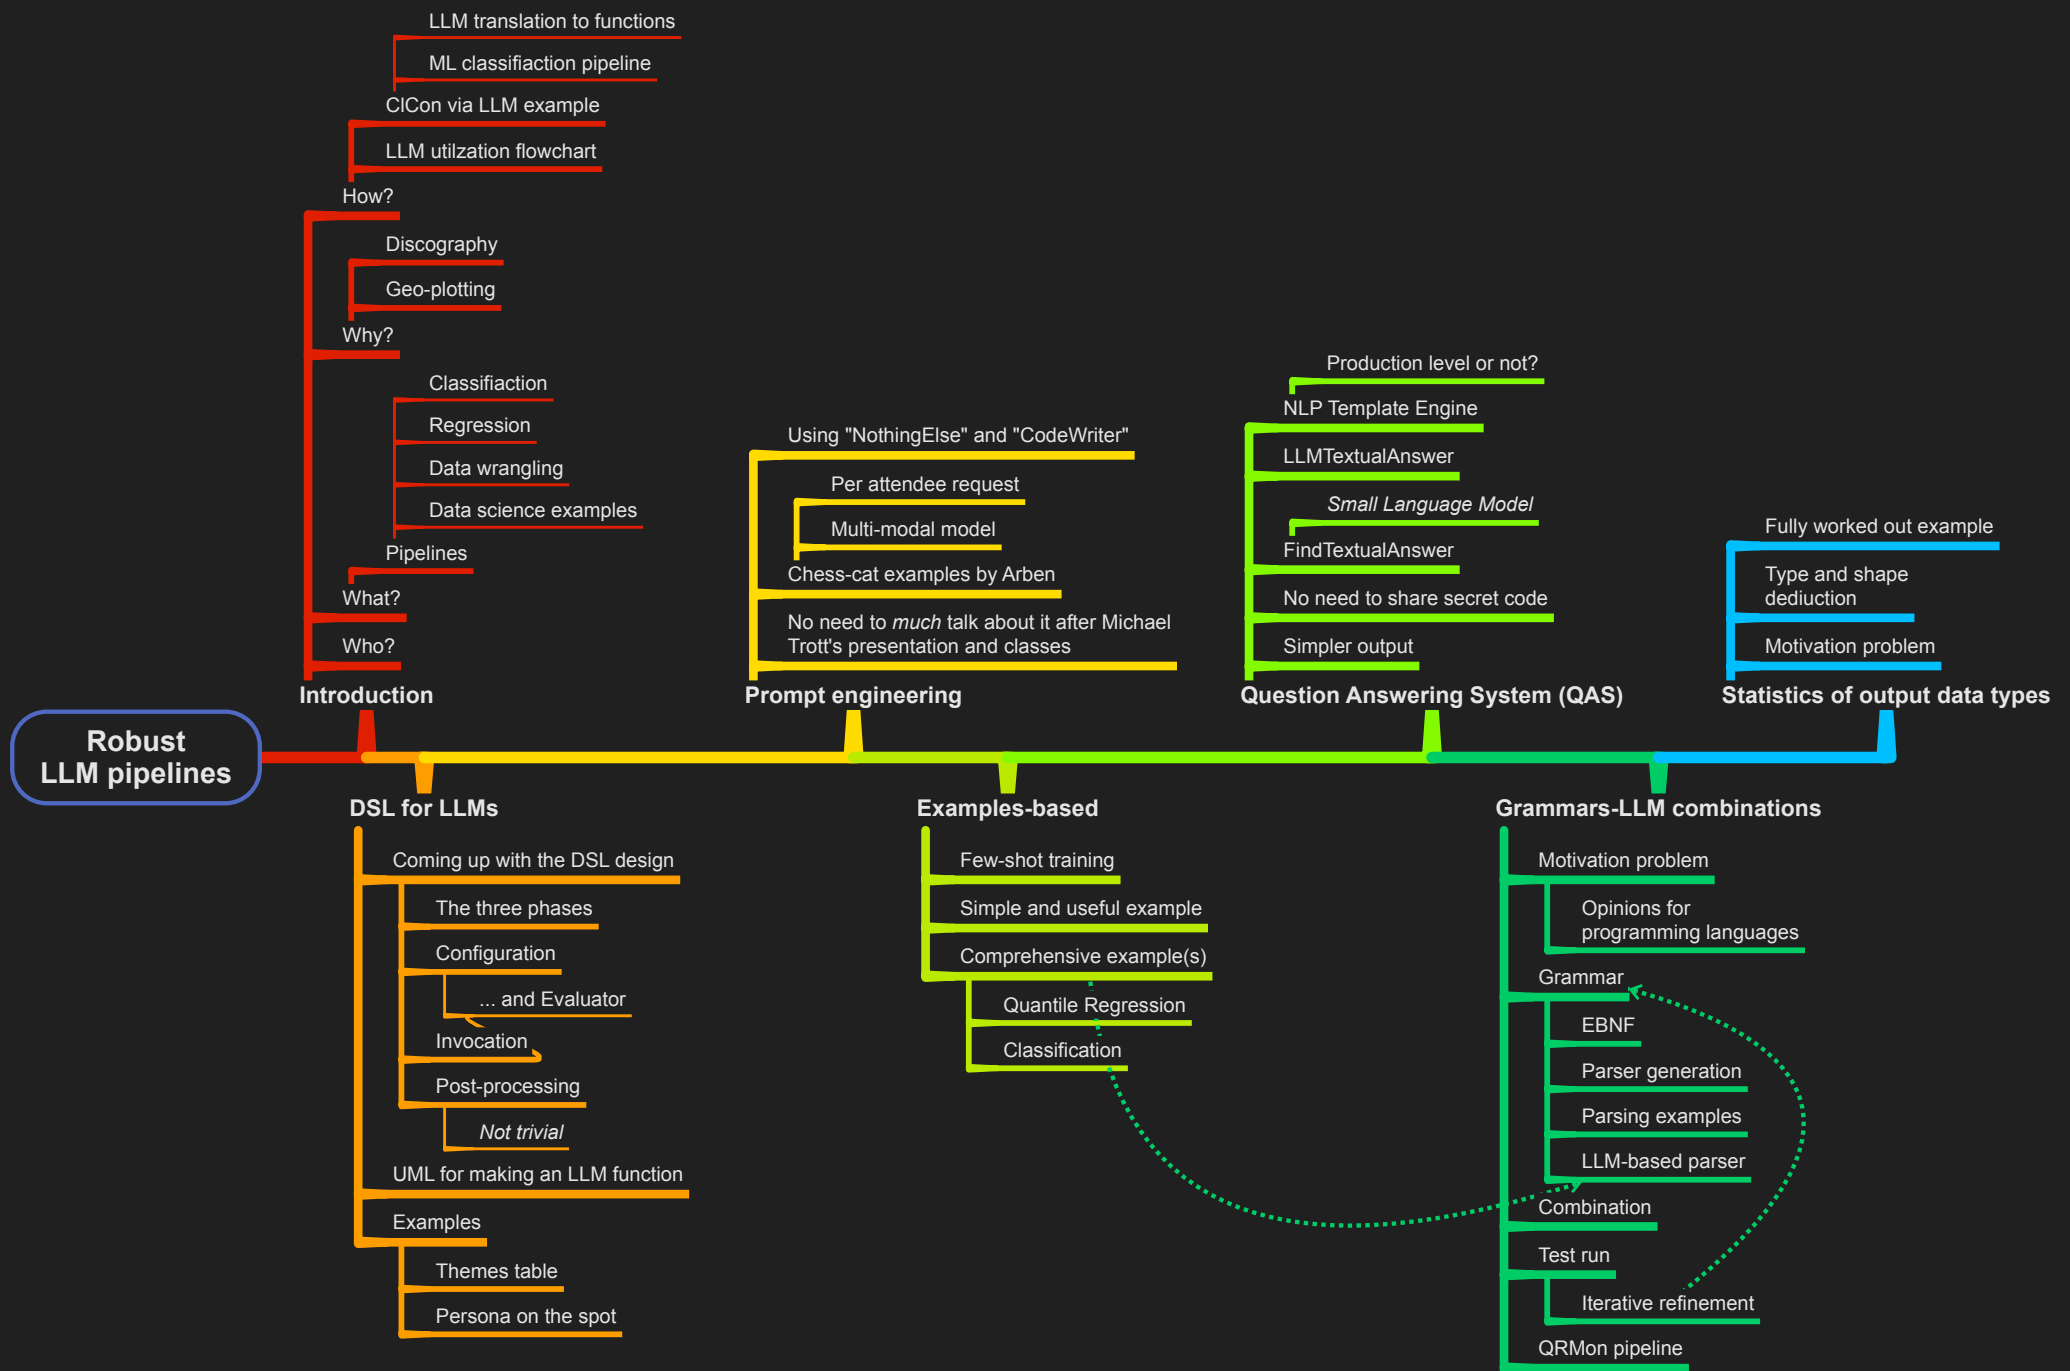 Robust
LLM pipelines
LLM translation to functions
ML classifiaction pipeline
ClCon via LLM example
LLM utilzation flowchart
How?
Discography
Geo-plotting
Why?
Classifiaction
Regression
Data wrangling
Data science examples
Pipelines
What?
Who?
Introduction
DSL for LLMs
Coming up with the DSL design
The three phases
Configuration
... and Evaluator
Invocation
Post-processing
Not trivial
UML for making an LLM function
Examples
Themes table
Persona on the spot
Using "NothingElse" and "CodeWriter"
Per attendee request
Multi-modal model
Chess-cat examples by Arben
No need to much talk about it after Michael
Trott's presentation and classes
Prompt engineering
Examples-based
Few-shot training
Simple and useful example
Comprehensive example(s)
Quantile Regression
Classification
Production level or not?
NLP Template Engine
LLMTextualAnswer
Small Language Model
FindTextualAnswer
No need to share secret code
Simpler output
Question Answering System (QAS)
Grammars-LLM combinations
Motivation problem
Opinions for
programming languages
Grammar
EBNF
Parser generation
Parsing examples
LLM-based parser
Combination
Test run
Iterative refinement
QRMon pipeline
Fully worked out example
Type and shape
dediuction
Motivation problem
Statistics of output data types